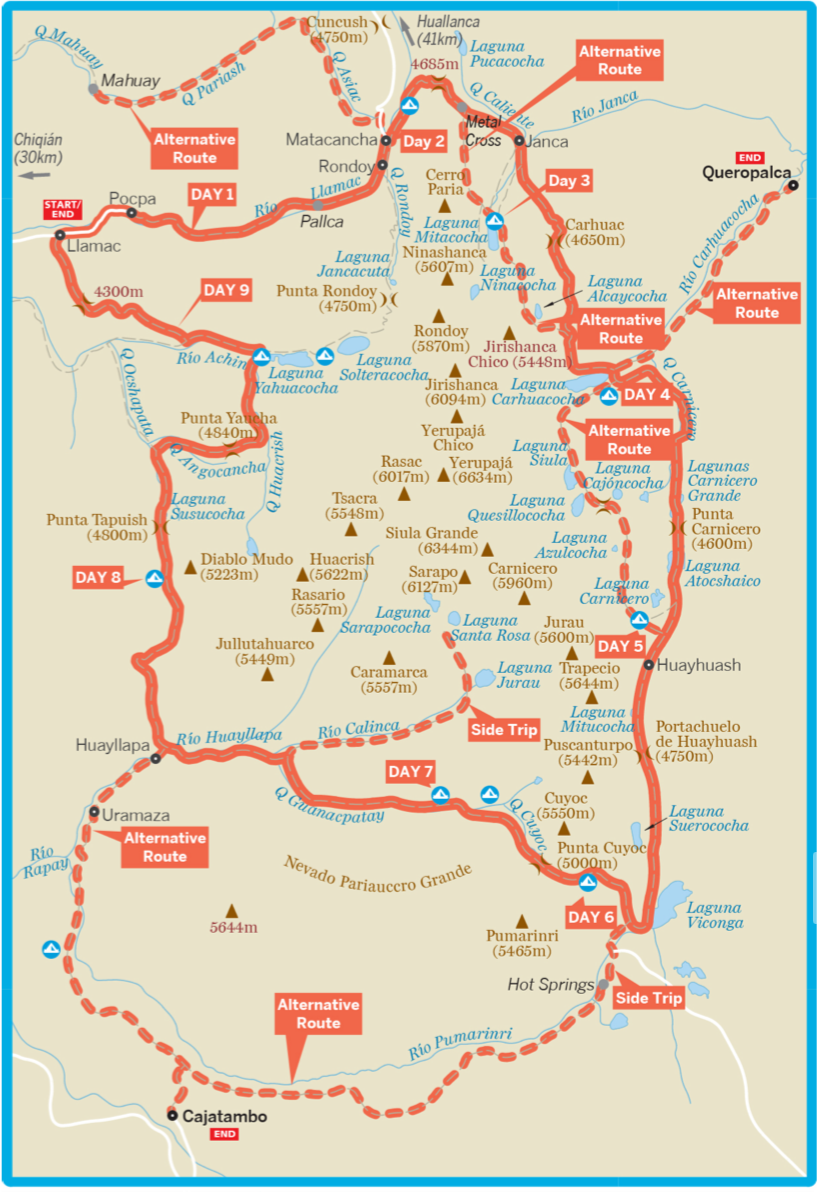 Cuncush
(4750m)
Huallanca
(41km)
Q Mahuay
Mahuay
Q Pariash
Q Asiac
4685m
Laguna
Pucacocha
Alternative
Route
Q Caliente
Río Janca
Alternative
Route
Chiqián
(30km)
Matacancha
Day 2
Metal
Cross
Janca
Rondoy
END
Queropalca
Pocpa
DAY 1
Río Llamac
Pallca
Q Rondoy
Cerro
Paria
Day 3
START/
END
Llamac
Laguna
Mitacocha
Carhuac
(4650m)
Río Carhuacocha
Laguna
Jancacuta
Ninashanca
(5607m)
Laguna
Ninacocha
Laguna
Alcaycocha
4300m
DAY 9
Punta Rondoy
(4750m)
Alternative
Route
Rondoy
(5870m)
Jirishanca
Chico (5448m)
Alternative
Route
Q Ocshapata
Río Achin
Laguna
Yahuacocha
Laguna
Solteracocha
Jirishanca
(6094m)
Laguna
Carhuacocha
DAY 4
Q Carnicero
Punta Yaucha
(4840m)
Q Angocancha
Q Huacrish
Yerupajá
Chico
Alternative
Route
Laguna
Siula
Rasac
(6017m)
Yerupajá
(6634m)
Laguna
Cajóncocha
Lagunas
Carnicero
Grande
Laguna
Susucocha
Tsacra
(5548m)
Laguna
Quesillococha
Punta Tapuish
(4800m)
Siula Grande
(6344m)
Laguna
Azulcocha
Punta
Carnicero
(4600m)
DAY 8
Diablo Mudo
(5223m)
Huacrish
(5622m)
Sarapo
(6127m)
Carnicero
(5960m)
Laguna
Carnicero
Laguna
Atocshaico
Rasario
(5557m)
Laguna
Sarapococha
Laguna
Santa Rosa
Jurau
(5600m)
DAY 5
Jullutahuarco
(5449m)
Caramarca
(5557m)
Laguna
Jurau
Trapecio
(5644m)
Huayhuash
Laguna
Mitucocha
Huayllapa
Río Huayllapa
Río Calinca
Side Trip
Puscanturpo
(5442m)
Portachuelo
de Huayhuash
(4750m)
DAY 7
Q Guanacpatay
Q Cuyoc
Cuyoc
(5550m)
Laguna
Suerococha
Uramaza
Alternative
Route
Río
Rapay
Punta Cuyoc
(5000m)
Nevado Pariauccro Grande
DAY 6
Laguna
Viconga
5644m
Pumarinri
(5465m)
Hot Springs
Side Trip
Alternative
Route
Río Pumarinri
Cajatambo
END